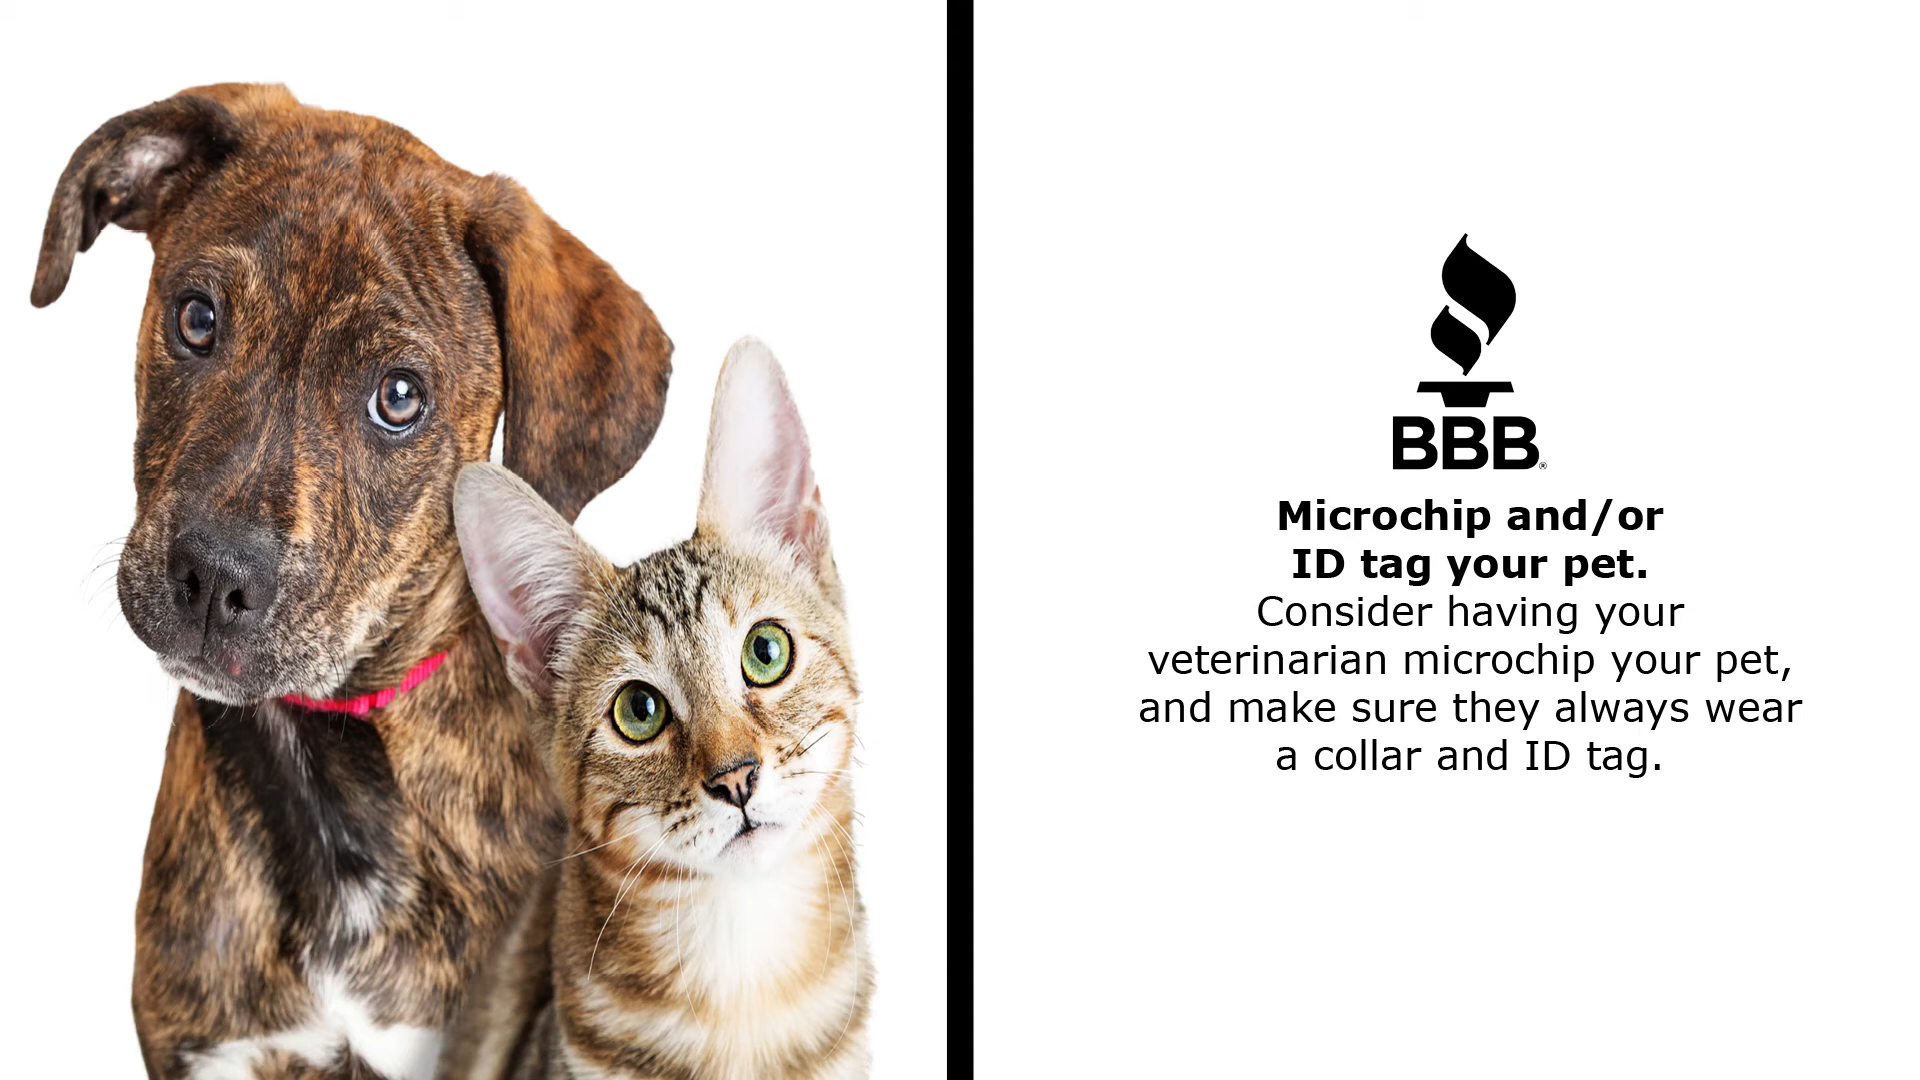 BBB®
Microchip and/or
ID tag your pet.
Consider having your
veterinarian microchip your pet,
and make sure they always wear
a collar and ID tag.